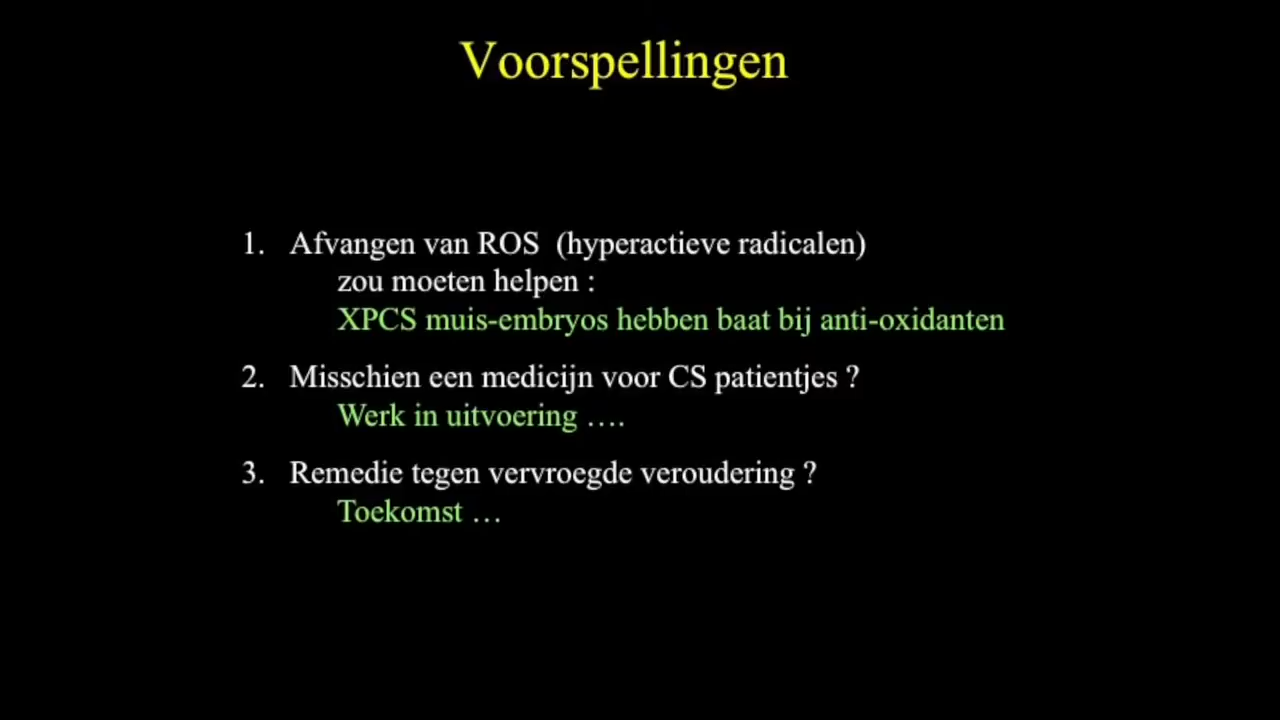 Voorspellingen
1. Afvangen van ROS (hyperactieve radicalen)
zou moeten helpen :
XPCS muis-embryos hebben baat bij anti-oxidanten
2. Misschien een medicijn voor CS patientjes ?
Werk in uitvoering ….
3. Remedie tegen vervroegde veroudering ?
Toekomst …